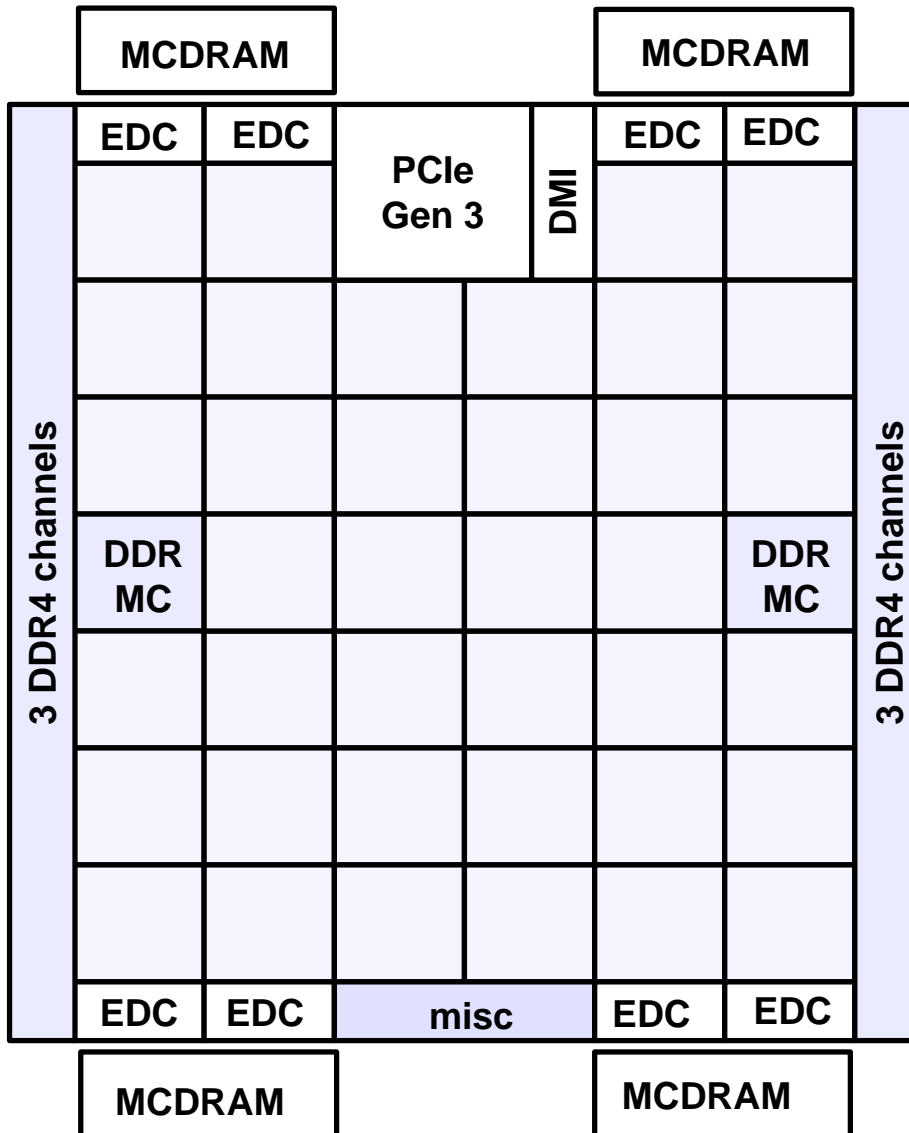 MCDRAM
MCDRAM
EDC
EDC
PCIe
Gen 3
DMI
EDC
EDC
3 DDR4 channels
DDR
MC
DDR
MC
3 DDR4 channels
EDC
EDC
misc
EDC
EDC
MCDRAM
MCDRAM